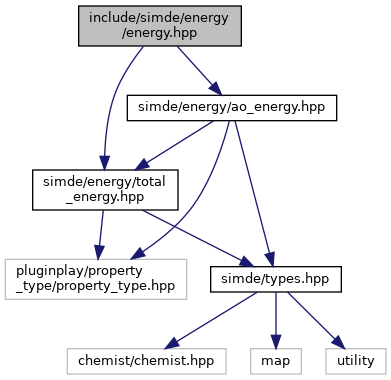 include/simde/energy
/energy.hpp
simde/energy/ao_energy.hpp
simde/energy/total
_energy.hpp
pluginplay/property
_type/property_type.hpp
simde/types.hpp
chemist/chemist.hpp
map
utility